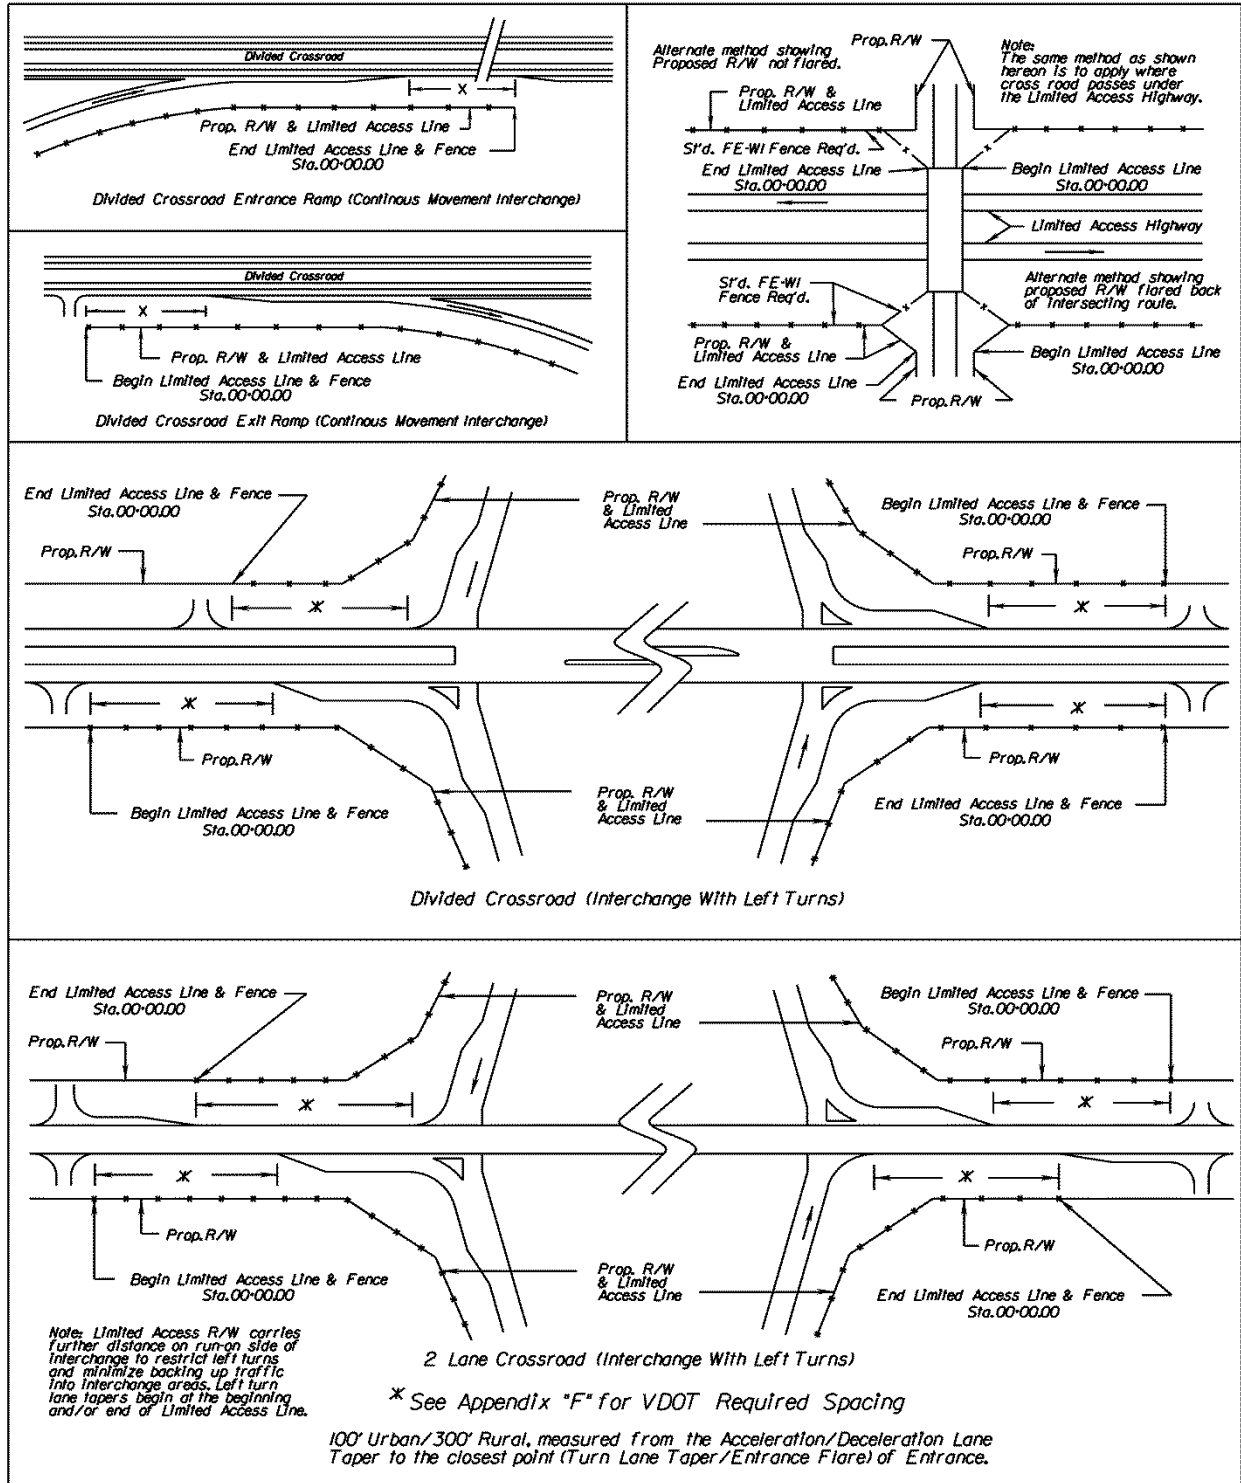 Divided Crossroad
X
Prop. R/W & Limited Access Line
End Limited Access Line & Fence
Sta.00+00.00
Divided Crossroad Entrance Ramp (Continous Movement Interchange)
Divided Crossroad
X
Prop. R/W & Limited Access Line
Begin Limited Access Line & Fence
Sta.00+00.00
Divided Crossroad Exit Ramp (Continous Movement Interchange)
Alternate method showing
Proposed R/W not flared.
Prop.R/W
Note:
The same method as shown
hereon is to apply where
cross road passes under
the Limited Access Highway.
Prop. R/W &
Limited Access Line
St'd. FE-W1 Fence Req'd.
End Limited Access Line
Sta.00+00.00
Begin Limited Access Line
Sta.00+00.00
Limited Access Highway
St'd. FE-W1
Fence Req'd.
Alternate method showing
proposed R/W flared back
of intersecting route.
Prop. R/W &
Limited Access Line
End Limited Access Line
Sta.00+00.00
Begin Limited Access Line
Sta.00+00.00
Prop.R/W
End Limited Access Line & Fence
Sta.00+00.00
Prop.R/W
Prop. R/W
& Limited
Access Line
Begin Limited Access Line & Fence
Sta.00+00.00
Prop.R/W
*
*
*
*
Prop.R/W
Begin Limited Access Line & Fence
Sta.00+00.00
Prop. R/W
& Limited
Access Line
Prop.R/W
End Limited Access Line & Fence
Sta.00+00.00
Divided Crossroad (Interchange With Left Turns)
End Limited Access Line & Fence
Sta.00+00.00
Prop.R/W
Prop. R/W
& Limited
Access Line
Begin Limited Access Line & Fence
Sta.00+00.00
Prop.R/W
*
*
*
*
Prop.R/W
Begin Limited Access Line & Fence
Sta.00+00.00
Prop. R/W
& Limited
Access Line
Prop.R/W
End Limited Access Line & Fence
Sta.00+00.00
Note: Limited Access R/W carries
further distance on run-on side of
interchange to restrict left turns
and minimize backing up traffic
into interchange areas. Left turn
lane tapers begin at the beginning
and/or end of Limited Access Line.
2 Lane Crossroad (Interchange With Left Turns)
* See Appendix "F" for VDOT Required Spacing
100' Urban/300' Rural, measured from the Acceleration/Deceleration Lane
Taper to the closest point (Turn Lane Taper/Entrance Flare) of Entrance.